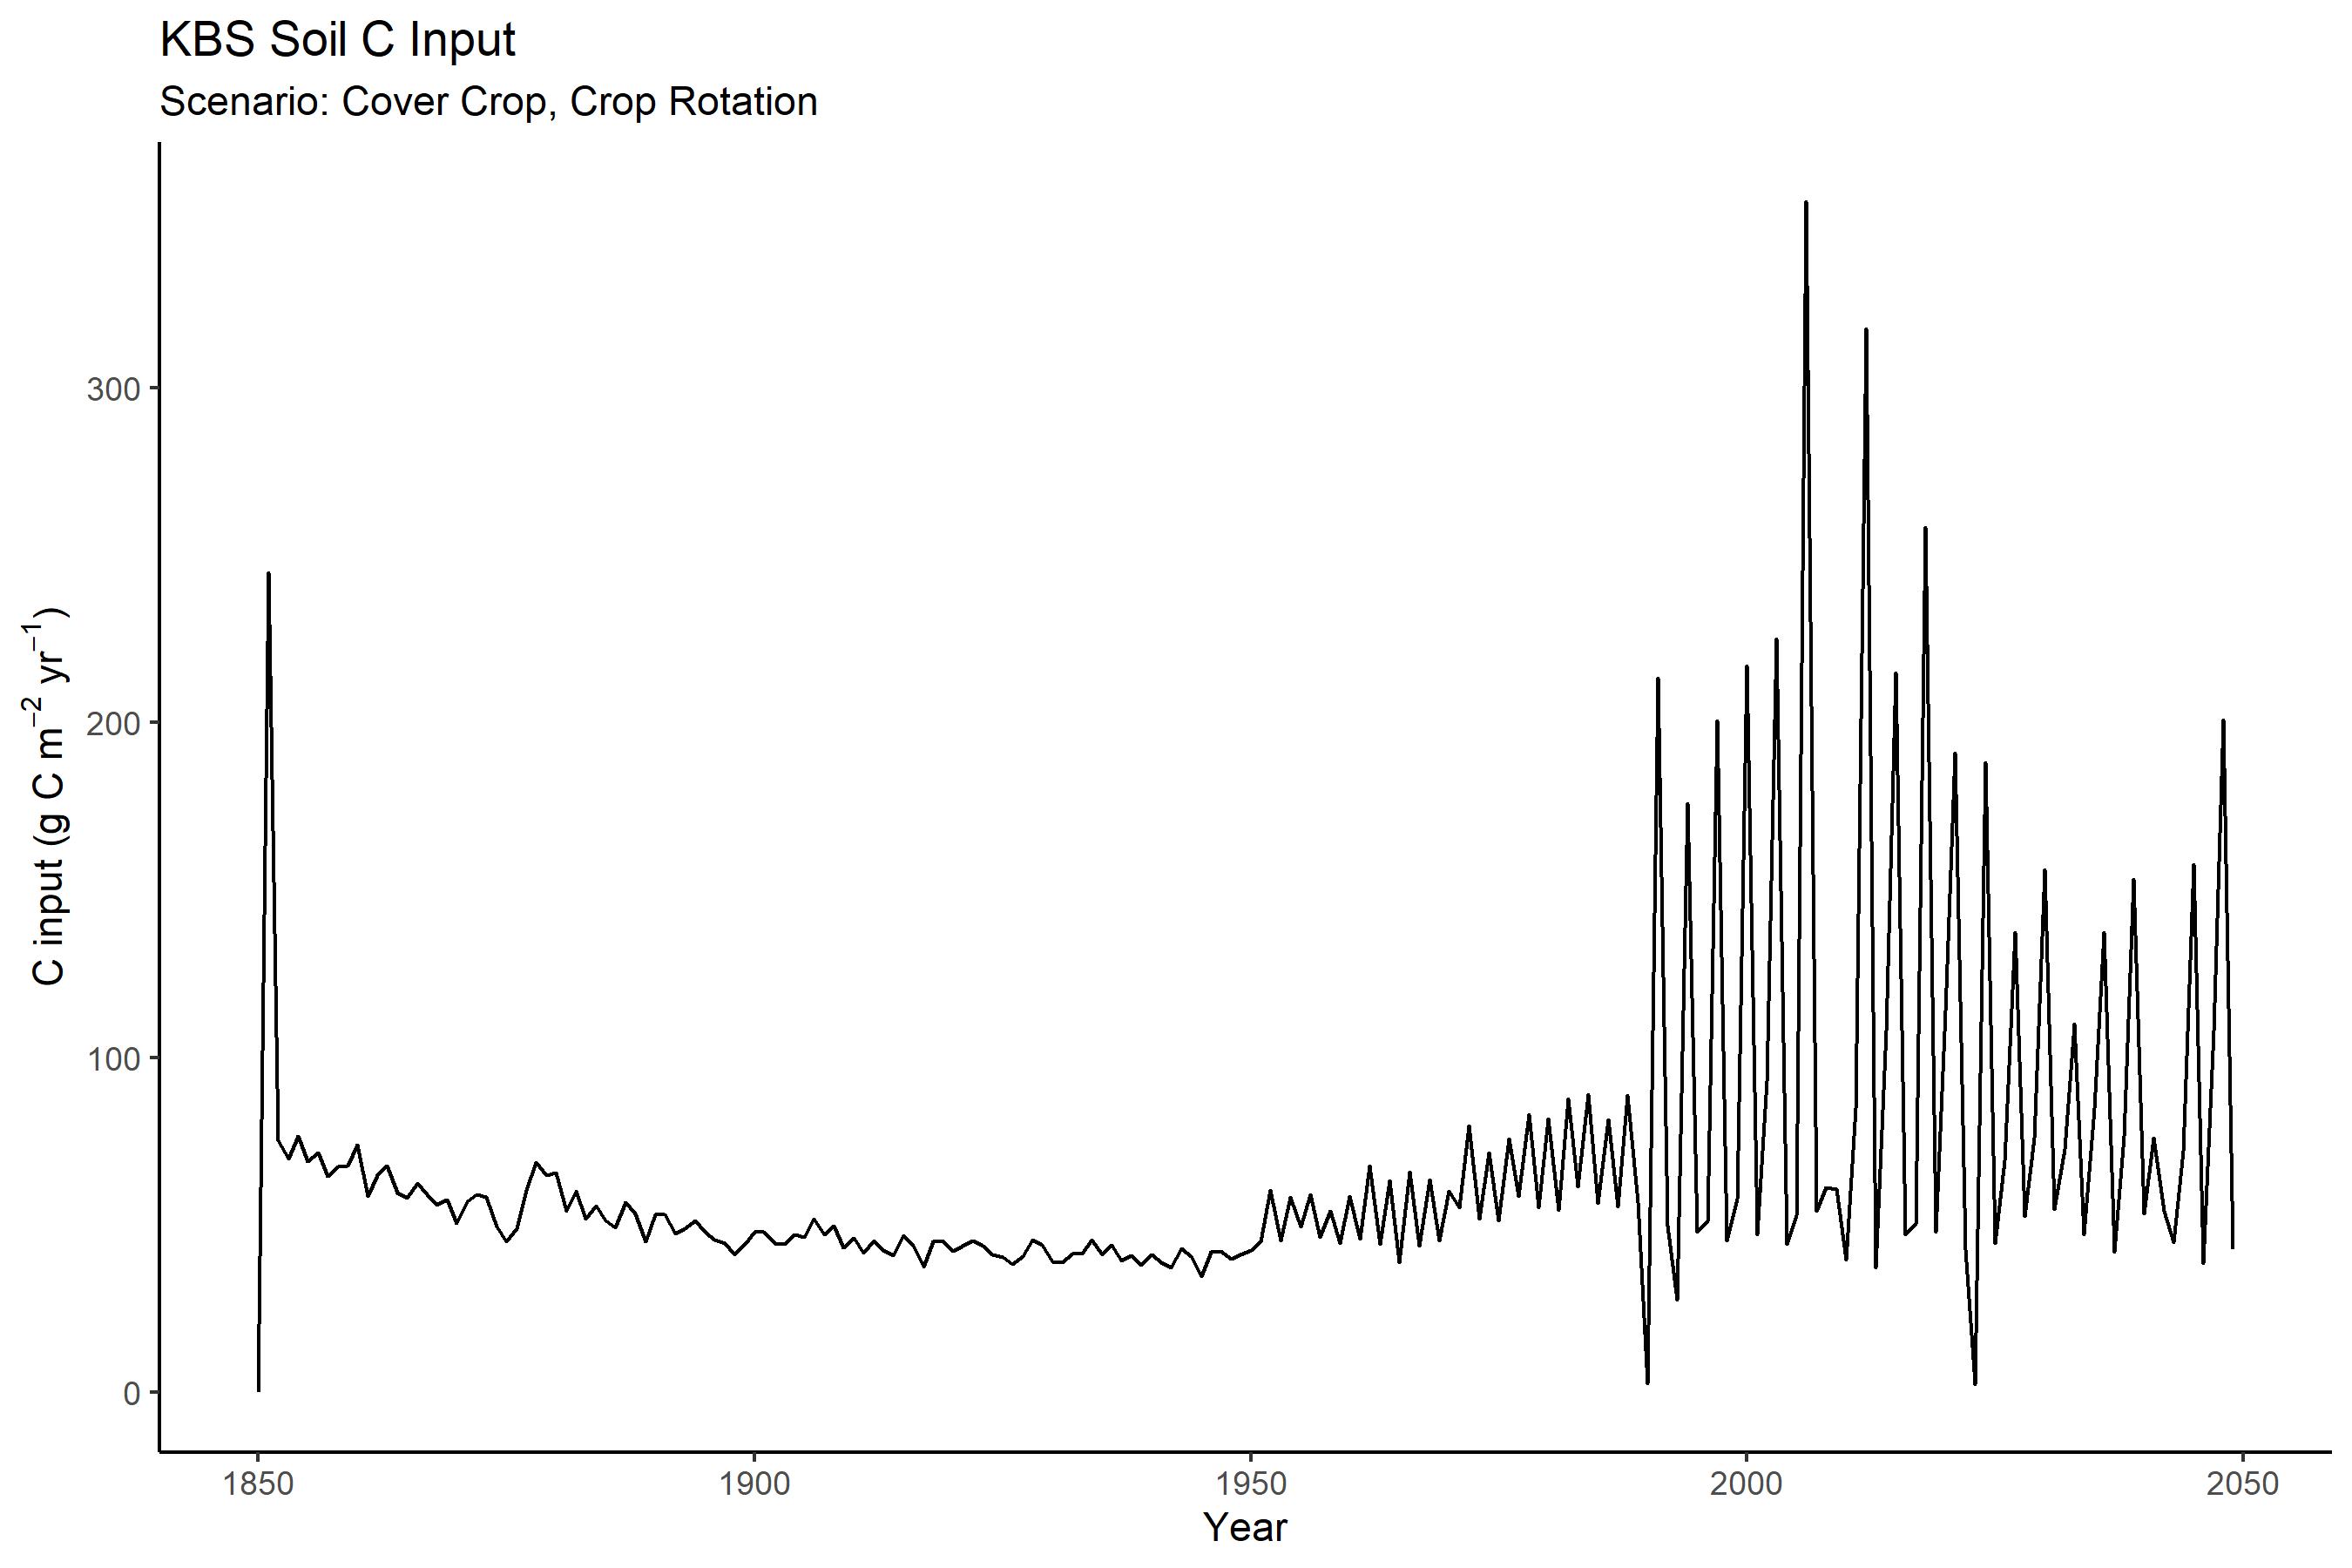 KBS Soil C Input
Scenario: Cover Crop, Crop Rotation
C input (g C m⁻² yr⁻¹)
300
200
100
0
1850 1900 1950 2000 2050
Year